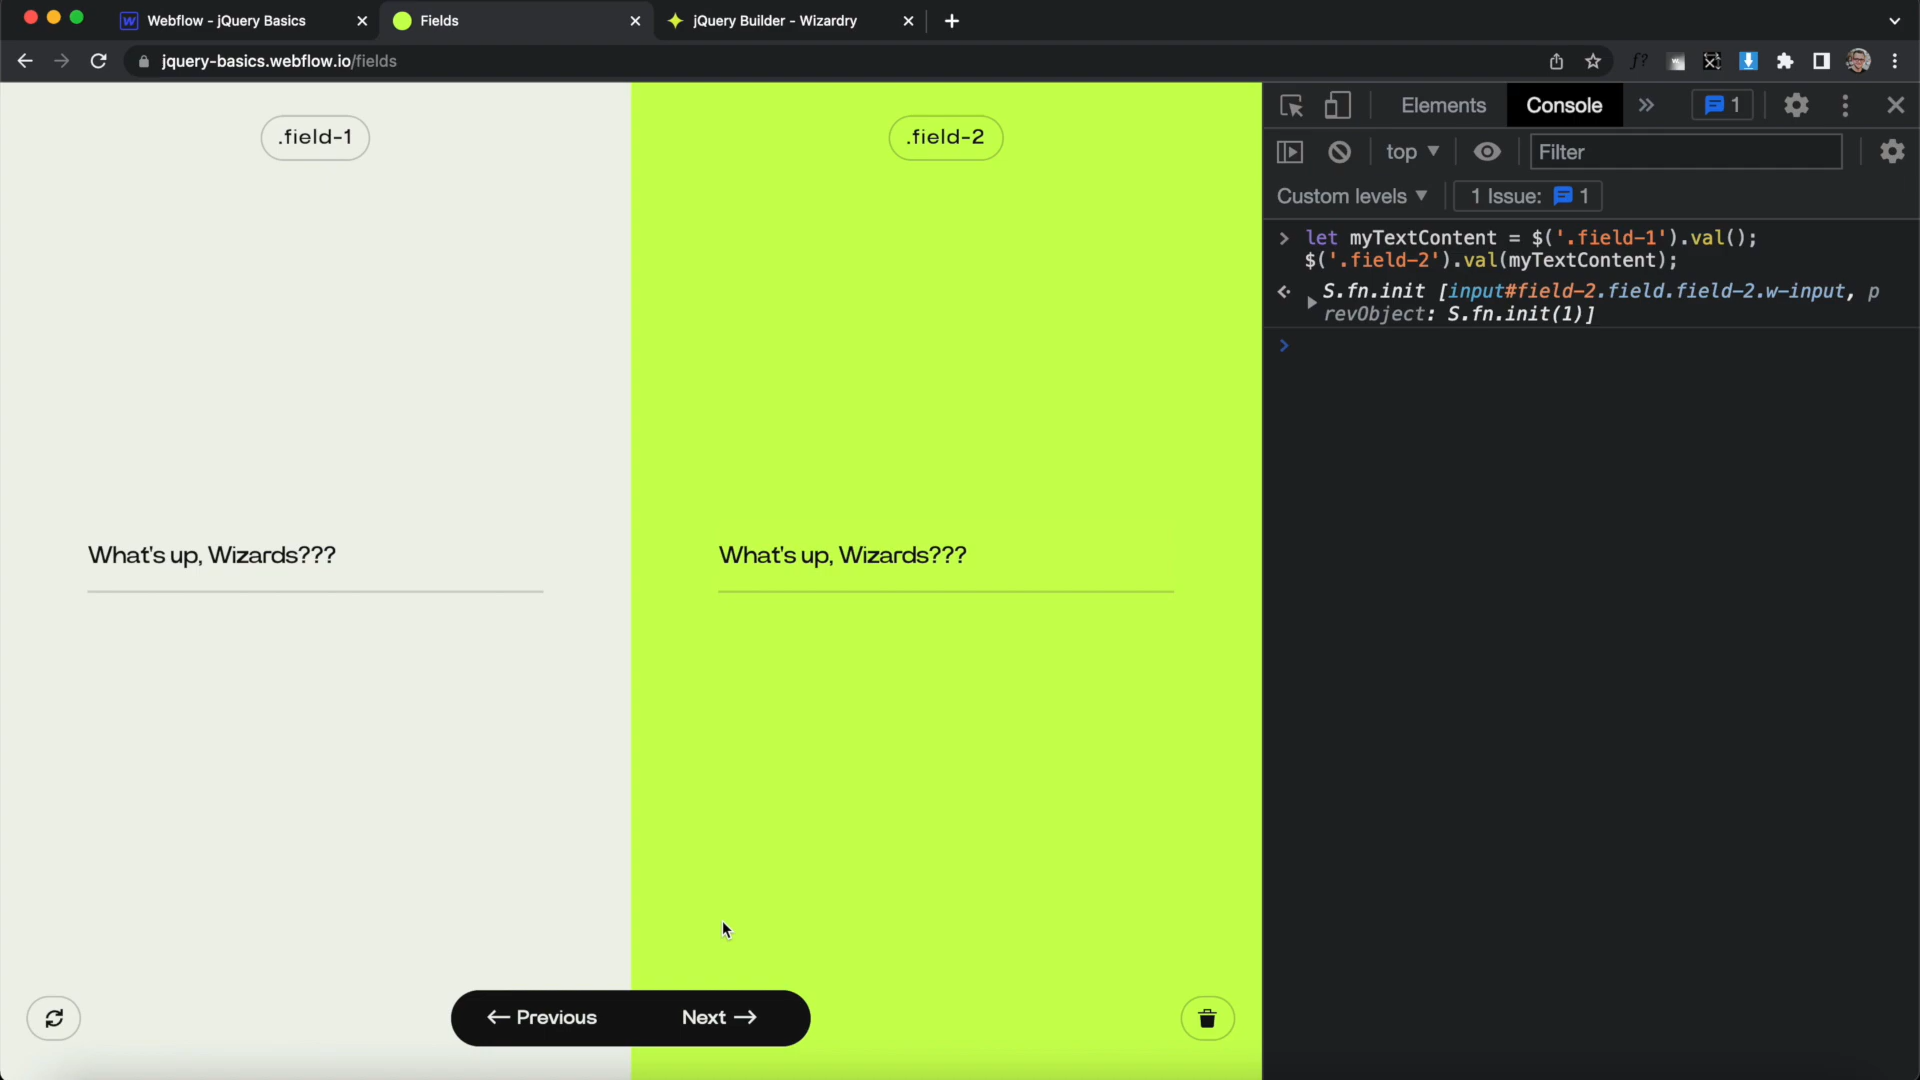 Webflow - jQuery Basics
Fields
jQuery Builder - Wizardry
jquery-basics.webflow.io/fields
.field-1
.field-2
What's up, Wizards???
What's up, Wizards???
← Previous
Next →
Elements
Console
1
top
Filter
Custom levels
1 Issue: 1
let myTextContent = $('.field-1').val();
$('.field-2').val(myTextContent);
S.fn.init [input#field-2.field.field-2.w-input, p
revObject: S.fn.init(1)]